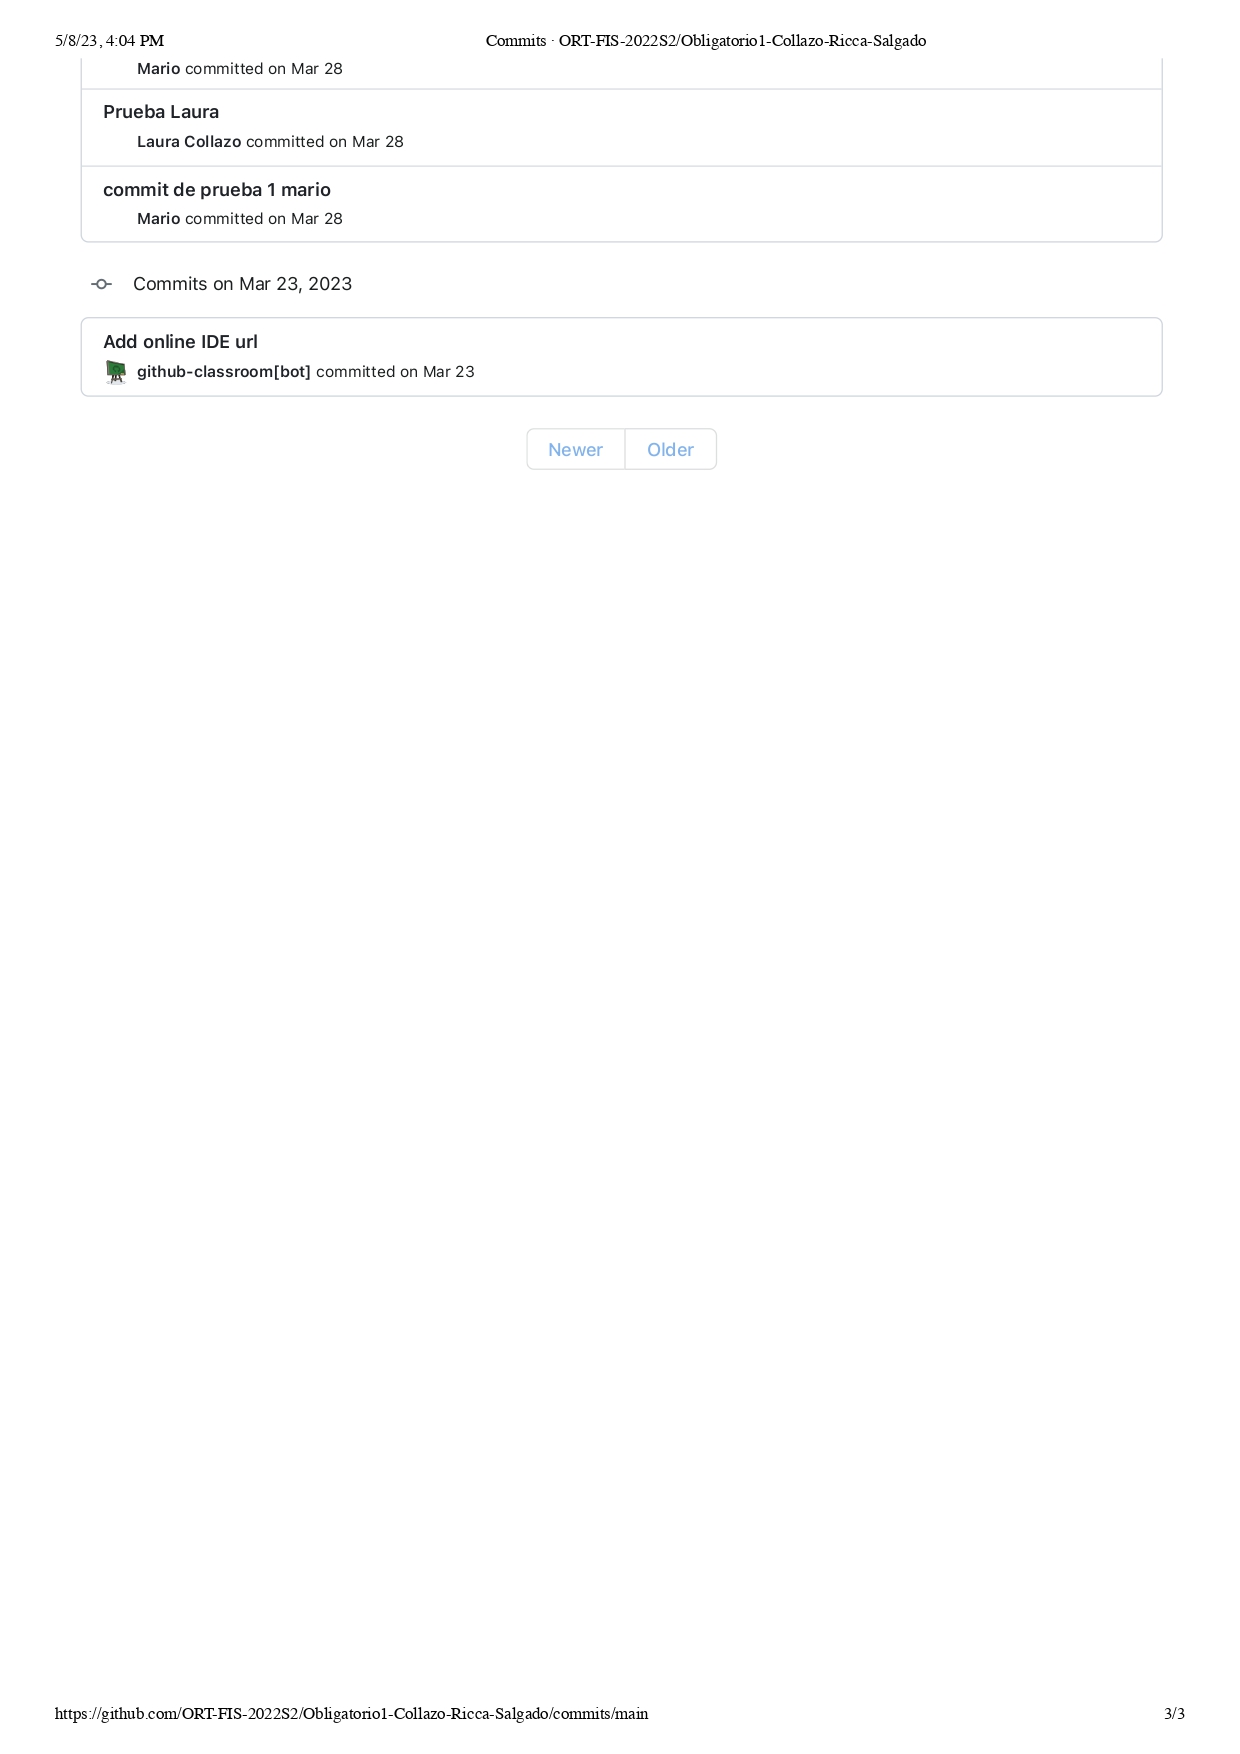 5/8/23, 4:04 PM Commits · ORT-FIS-2022S2/Obligatorio1-Collazo-Ricca-Salgado
Mario committed on Mar 28
Prueba Laura
Laura Collazo committed on Mar 28
commit de prueba 1 mario
Mario committed on Mar 28
Commits on Mar 23, 2023
Add online IDE url
github-classroom[bot] committed on Mar 23
Newer Older
https://github.com/ORT-FIS-2022S2/Obligatorio1-Collazo-Ricca-Salgado/commits/main 3/3